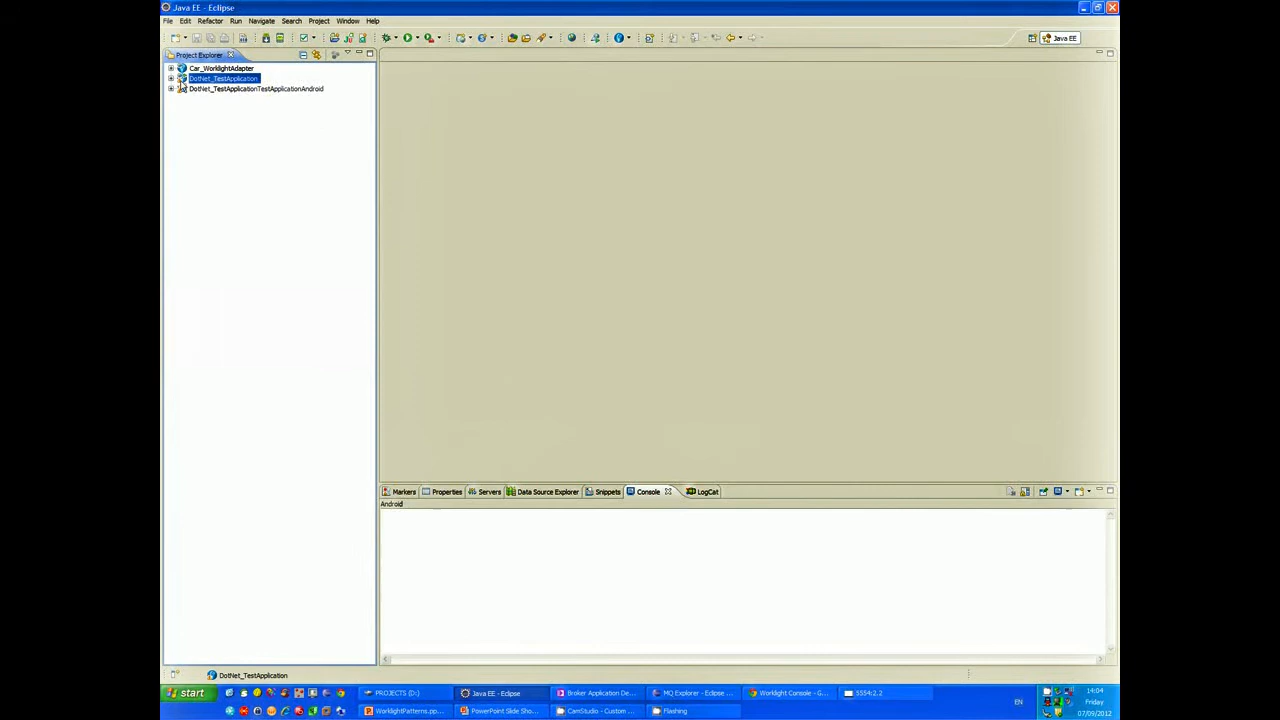 Java EE - Eclipse
File Edit Refactor Run Navigate Search Project Window Help
Java EE
Project Explorer
Car_WorklightAdapter
DotNet_TestApplication
DotNet_TestApplicationTestApplicationAndroid
Markers Properties Servers Data Source Explorer Snippets Console LogCat
Android
DotNet_TestApplication
start
PROJECTS (D:)
Java EE - Eclipse
Broker Application De...
MQ Explorer - Eclipse ...
Worklight Console - G...
5554:2.2
WorklightPatterns.pp...
PowerPoint Slide Sho...
CamStudio - Custom ...
Flashing
EN
14:04
Friday
07/09/2012